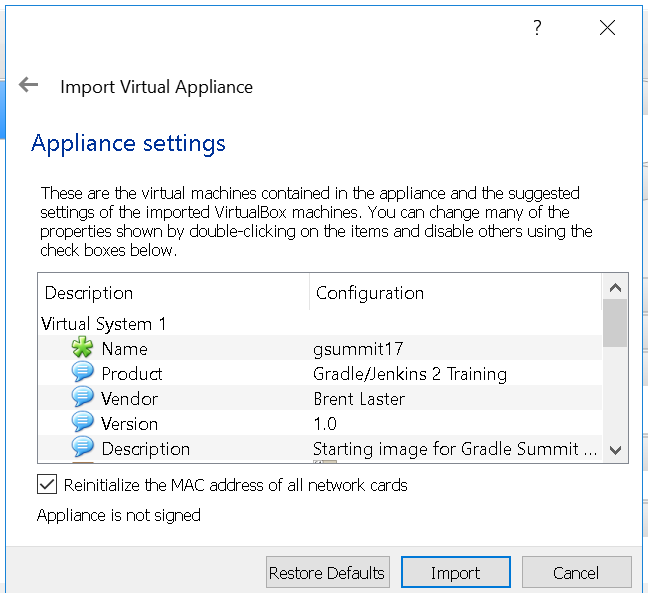 ?
Import Virtual Appliance
Appliance settings
These are the virtual machines contained in the appliance and the suggested
settings of the imported VirtualBox machines. You can change many of the
properties shown by double-clicking on the items and disable others using the
check boxes below.
Description Configuration
Virtual System 1
Name gsummit17
Product Gradle/Jenkins 2 Training
Vendor Brent Laster
Version 1.0
Description Starting image for Gradle Summit ...
Reinitialize the MAC address of all network cards
Appliance is not signed
Restore Defaults Import Cancel